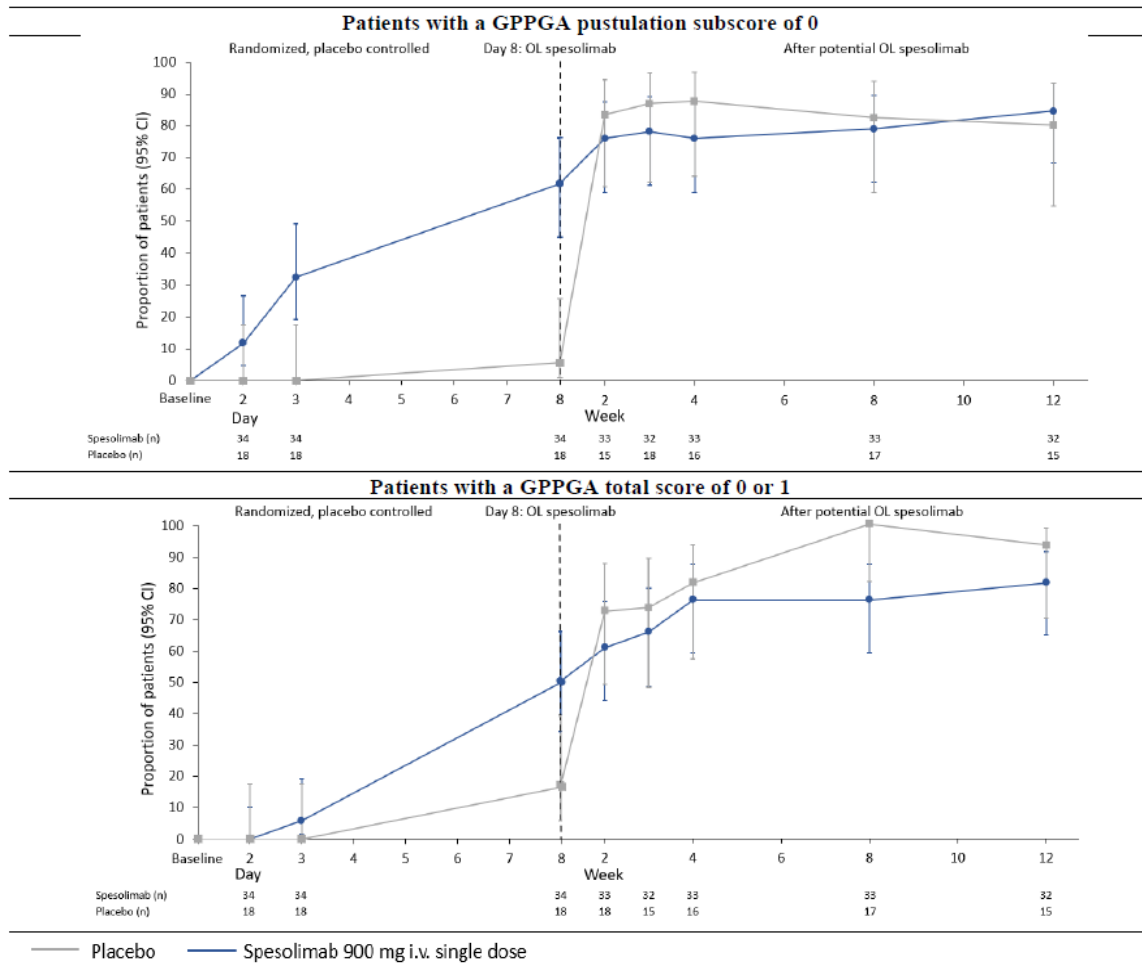 Patients with a GPPGA pustulation subscore of 0
Randomized, placebo controlled Day 8: OL spesolimab After potential OL spesolimab
Proportion of patients (95% CI)
100
90
80
70
60
50
40
30
20
10
0
Baseline 2 3 4 5 6 7 8 2 4 6 8 10 12
Day Week
Spesolimab (n) 34 34 34 33 32 33 33 32
Placebo (n) 18 18 18 15 18 16 17 15
Patients with a GPPGA total score of 0 or 1
Randomized, placebo controlled Day 8: OL spesolimab After potential OL spesolimab
Proportion of patients (95% CI)
100
90
80
70
60
50
40
30
20
10
0
Baseline 2 3 4 5 6 7 8 2 4 6 8 10 12
Day Week
Spesolimab (n) 34 34 34 33 32 33 33 32
Placebo (n) 18 18 18 18 15 16 17 15
Placebo Spesolimab 900 mg i.v. single dose